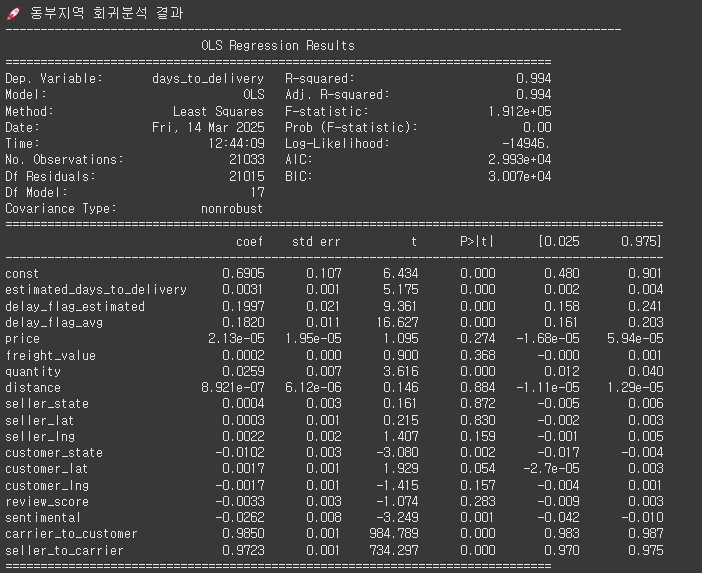 🚀 동부지역 회귀분석 결과
--------------------------------------------------------------------------------
OLS Regression Results
==============================================================================
Dep. Variable: days_to_delivery R-squared: 0.994
Model: OLS Adj. R-squared: 0.994
Method: Least Squares F-statistic: 1.912e+05
Date: Fri, 14 Mar 2025 Prob (F-statistic): 0.00
Time: 12:44:09 Log-Likelihood: -14946.
No. Observations: 21033 AIC: 2.993e+04
Df Residuals: 21015 BIC: 3.007e+04
Df Model: 17
Covariance Type: nonrobust
==============================================================================
coef std err t P>|t| [0.025 0.975]
------------------------------------------------------------------------------
const 0.6905 0.107 6.434 0.000 0.480 0.901
estimated_days_to_delivery 0.0031 0.001 5.175 0.000 0.002 0.004
delay_flag_estimated 0.1997 0.021 9.361 0.000 0.158 0.241
delay_flag_avg 0.1820 0.011 16.627 0.000 0.161 0.203
price 2.13e-05 1.95e-05 1.095 0.274 -1.68e-05 5.94e-05
freight_value 0.0002 0.000 0.900 0.368 -0.000 0.001
quantity 0.0259 0.007 3.616 0.000 0.012 0.040
distance 8.921e-07 6.12e-06 0.146 0.884 -1.11e-05 1.29e-05
seller_state 0.0004 0.003 0.161 0.872 -0.005 0.006
seller_lat 0.0003 0.001 0.215 0.830 -0.002 0.003
seller_lng 0.0022 0.002 1.407 0.159 -0.001 0.005
customer_state -0.0102 0.003 -3.080 0.002 -0.017 -0.004
customer_lat 0.0017 0.001 1.929 0.054 -2.7e-05 0.003
customer_lng -0.0017 0.001 -1.415 0.157 -0.004 0.001
review_score -0.0033 0.003 -1.074 0.283 -0.009 0.003
sentimental -0.0262 0.008 -3.249 0.001 -0.042 -0.010
carrier_to_customer 0.9850 0.001 984.789 0.000 0.983 0.987
seller_to_carrier 0.9723 0.001 734.297 0.000 0.970 0.975
==============================================================================